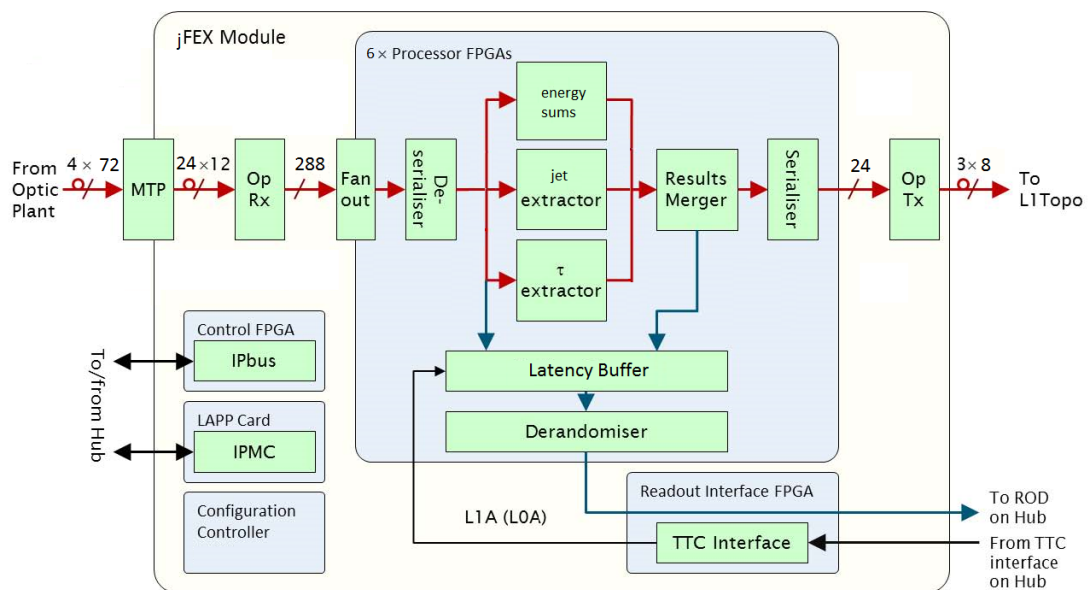 jFEX Module
6 × Processor FPGAs
energy
sums
From
Optic
Plant
4 × 72
MTP
24 ×12
Op
Rx
288
Fan
out
De-
serialiser
jet
extractor
Results
Merger
Serialiser
24
Op
Tx
3× 8
To
L1Topo
τ
extractor
To/from Hub
Control FPGA
IPbus
LAPP Card
IPMC
Configuration
Controller
Latency Buffer
Derandomiser
L1A (L0A)
Readout Interface FPGA
TTC Interface
To ROD
on Hub
From TTC
interface
on Hub